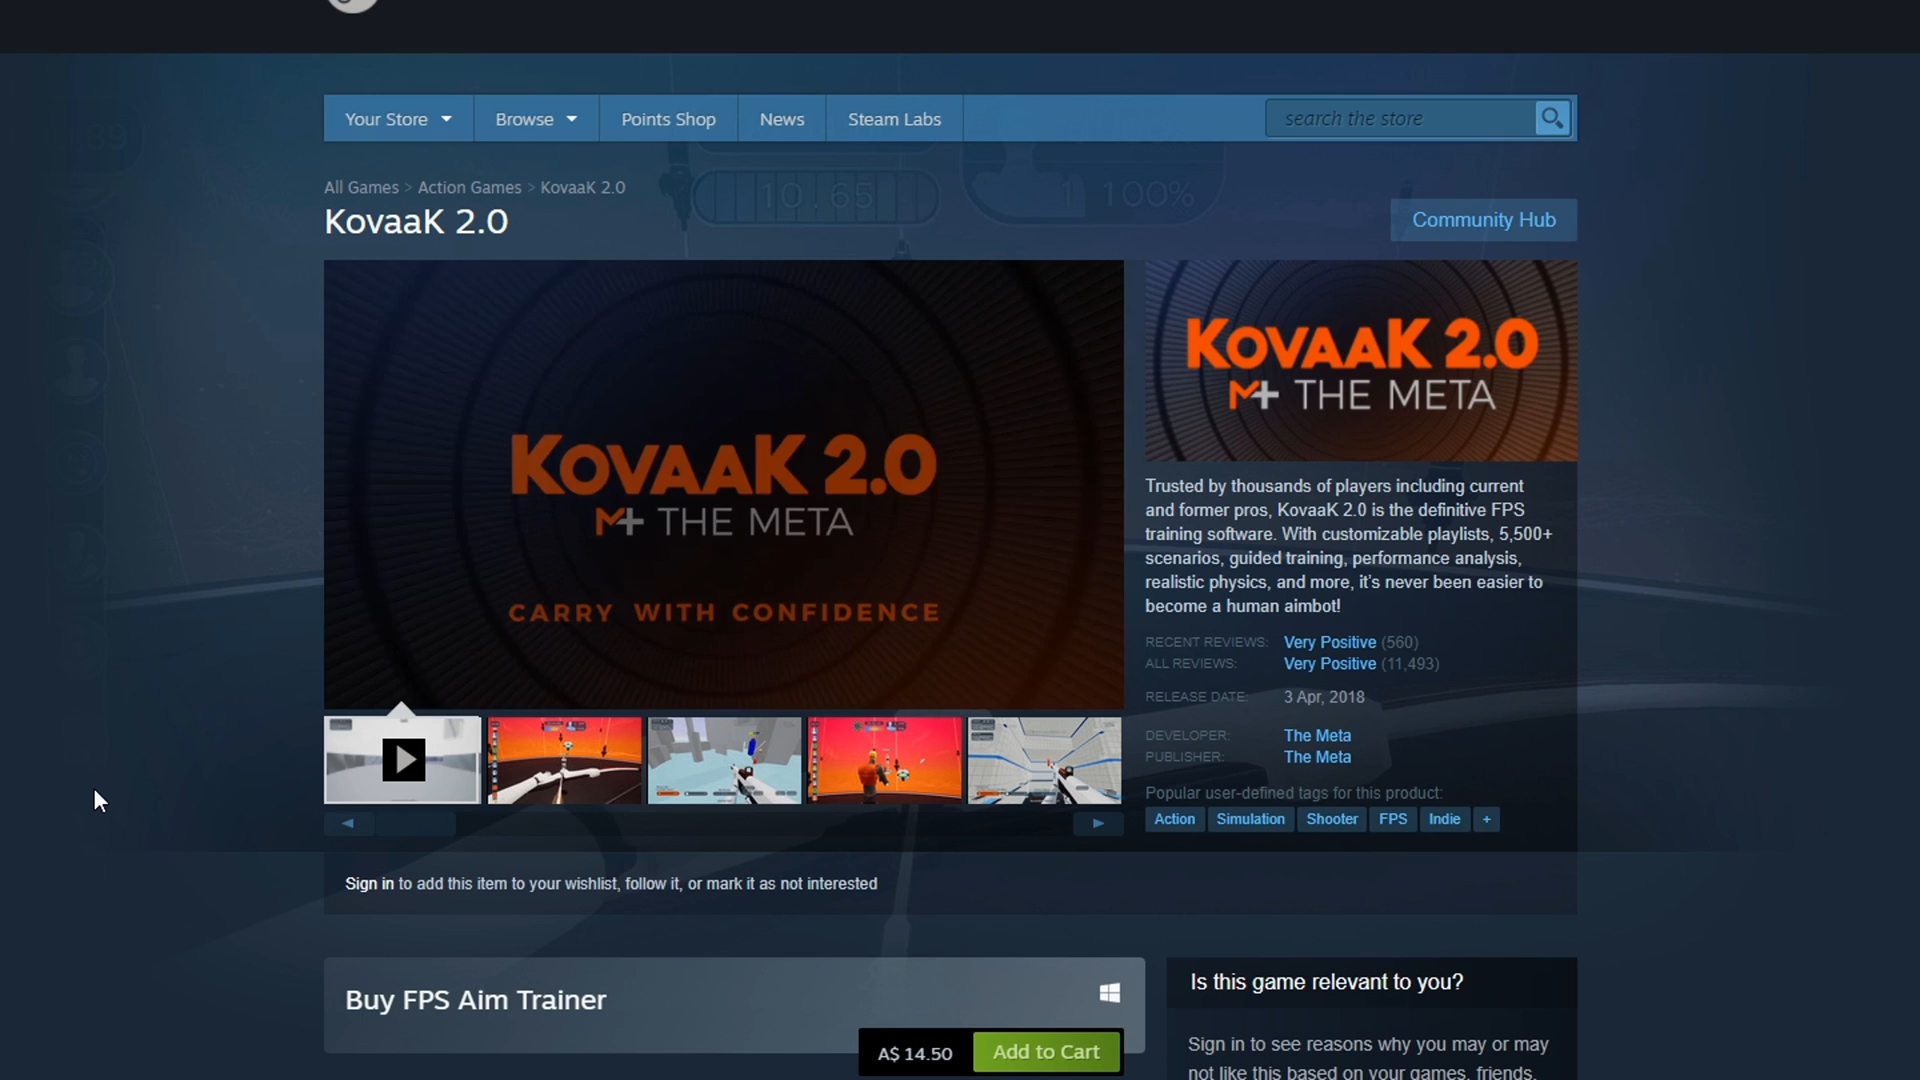 Your Store
Browse
Points Shop
News
Steam Labs
search the store
All Games > Action Games > KovaaK 2.0
KovaaK 2.0
10.65
1 100%
Community Hub
KOVAAK 2.0
M+ THE META
CARRY WITH CONFIDENCE
KOVAAK 2.0
M+ THE META
Trusted by thousands of players including current
and former pros, KovaaK 2.0 is the definitive FPS
training software. With customizable playlists, 5,500+
scenarios, guided training, performance analysis,
realistic physics, and more, it's never been easier to
become a human aimbot!
RECENT REVIEWS: Very Positive (560)
ALL REVIEWS: Very Positive (11,493)
RELEASE DATE: 3 Apr, 2018
DEVELOPER: The Meta
PUBLISHER: The Meta
Popular user-defined tags for this product:
Action Simulation Shooter FPS Indie +
Sign in to add this item to your wishlist, follow it, or mark it as not interested
Buy FPS Aim Trainer
A$ 14.50
Add to Cart
Is this game relevant to you?
Sign in to see reasons why you may or may
not like this based on your games, friends,